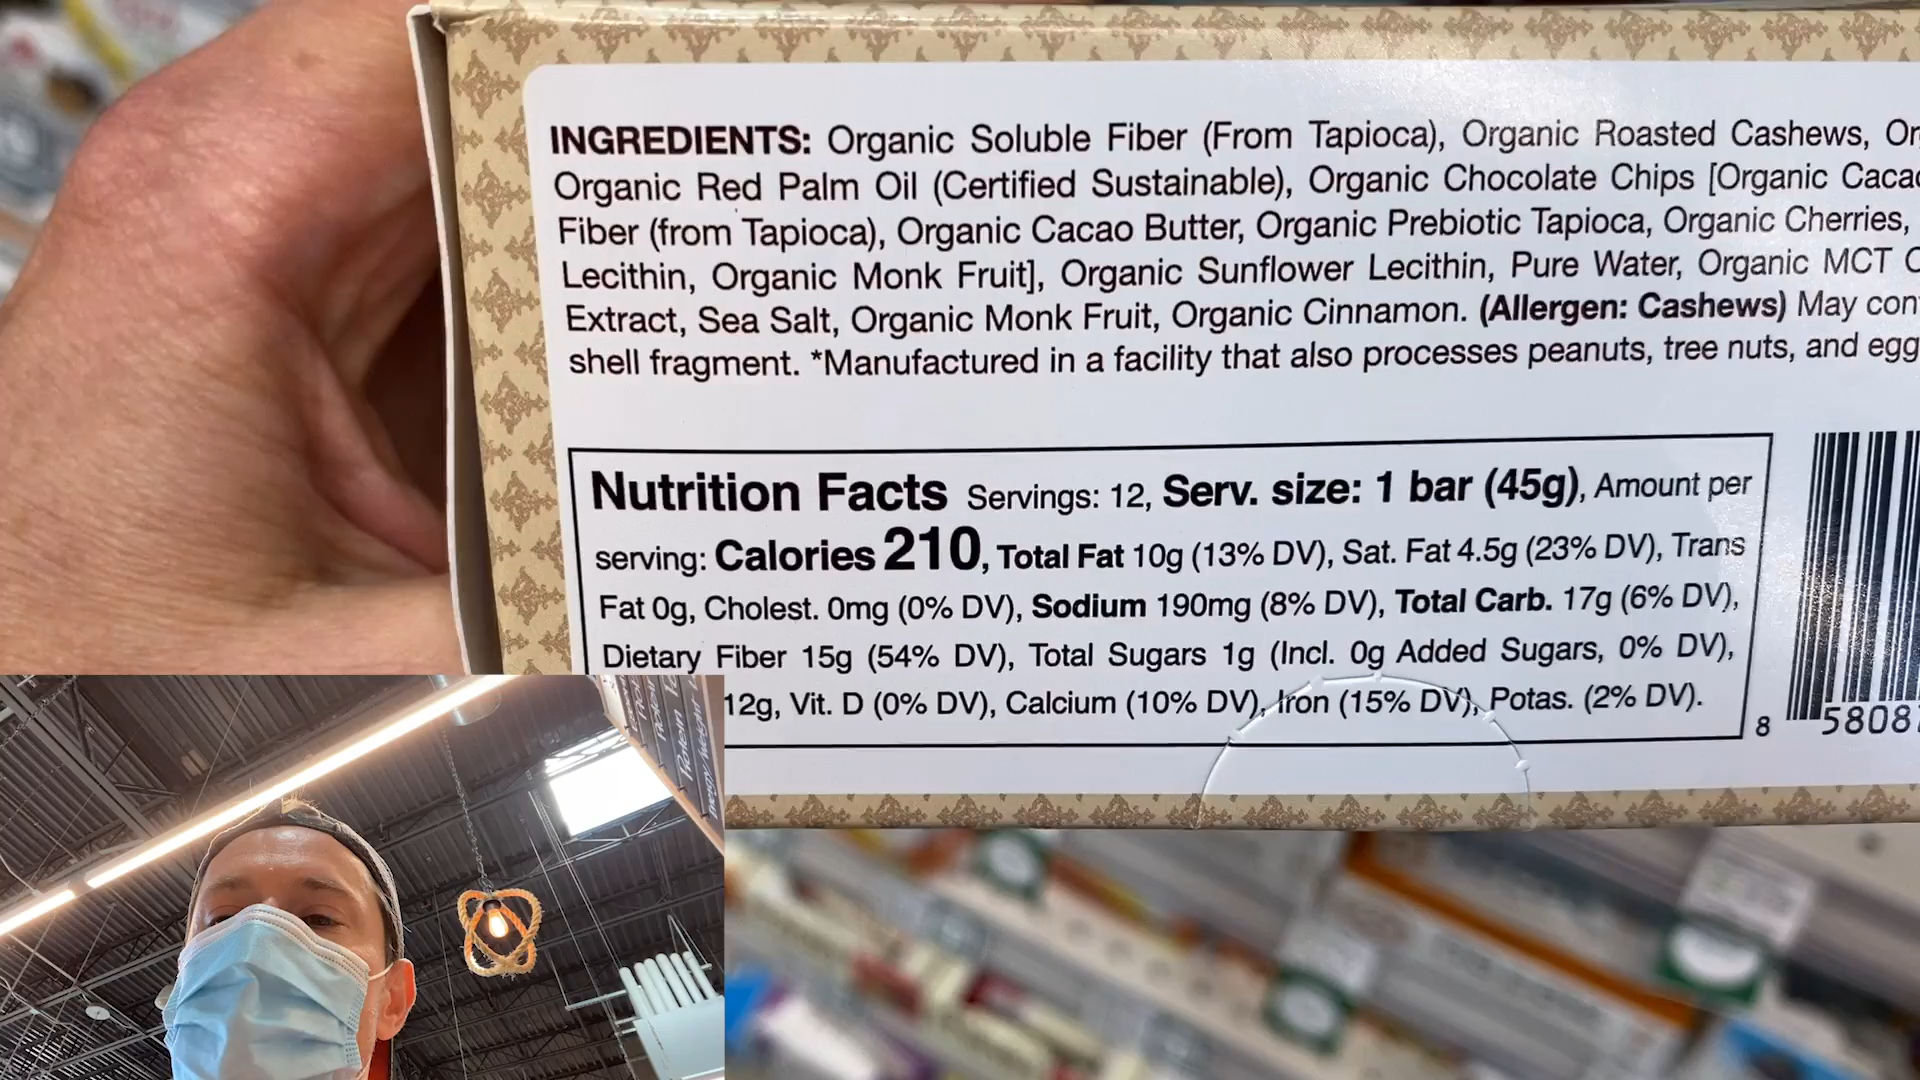 INGREDIENTS: Organic Soluble Fiber (From Tapioca), Organic Roasted Cashews, Or
Organic Red Palm Oil (Certified Sustainable), Organic Chocolate Chips [Organic Cacao
Fiber (from Tapioca), Organic Cacao Butter, Organic Prebiotic Tapioca, Organic Cherries,
Lecithin, Organic Monk Fruit], Organic Sunflower Lecithin, Pure Water, Organic MCT O
Extract, Sea Salt, Organic Monk Fruit, Organic Cinnamon. (Allergen: Cashews) May con
shell fragment. *Manufactured in a facility that also processes peanuts, tree nuts, and egg
Nutrition Facts Servings: 12, Serv. size: 1 bar (45g), Amount per
serving: Calories 210, Total Fat 10g (13% DV), Sat. Fat 4.5g (23% DV), Trans
Fat 0g, Cholest. 0mg (0% DV), Sodium 190mg (8% DV), Total Carb. 17g (6% DV),
Dietary Fiber 15g (54% DV), Total Sugars 1g (Incl. 0g Added Sugars, 0% DV),
12g, Vit. D (0% DV), Calcium (10% DV), Iron (15% DV), Potas. (2% DV).
8 58087
Protein
Energy Weight